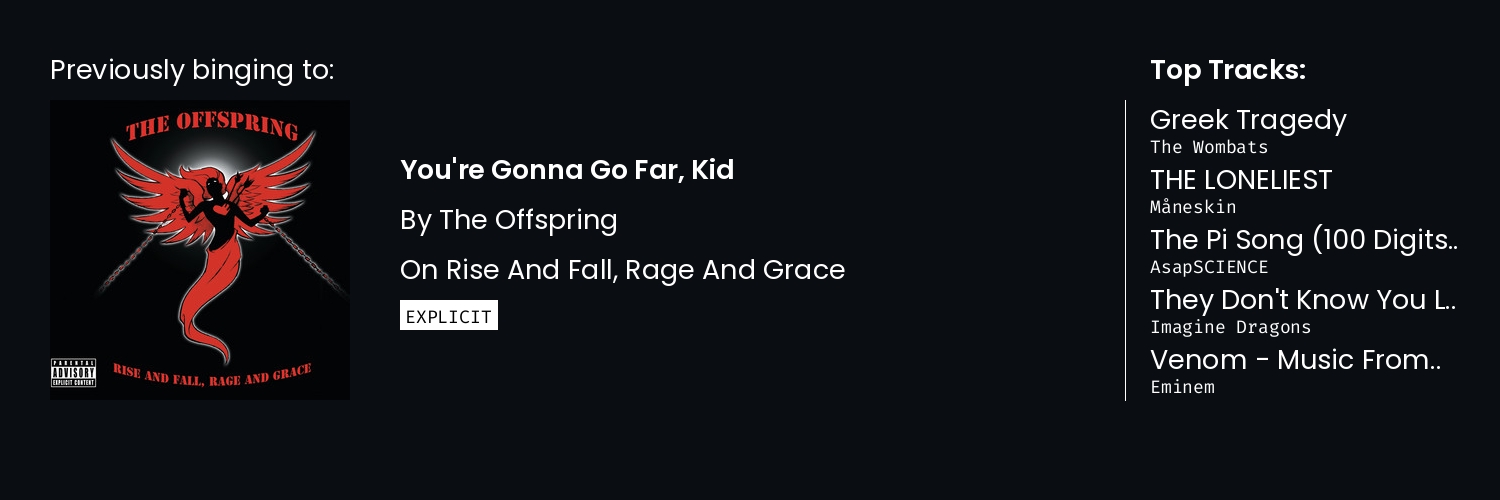 Previously binging to:
THE OFFSPRING
RISE AND FALL, RAGE AND GRACE
PARENTAL
ADVISORY
EXPLICIT CONTENT
You're Gonna Go Far, Kid
By The Offspring
On Rise And Fall, Rage And Grace
EXPLICIT
Top Tracks:
Greek Tragedy
The Wombats
THE LONELIEST
Måneskin
The Pi Song (100 Digits..
AsapSCIENCE
They Don't Know You L..
Imagine Dragons
Venom - Music From..
Eminem